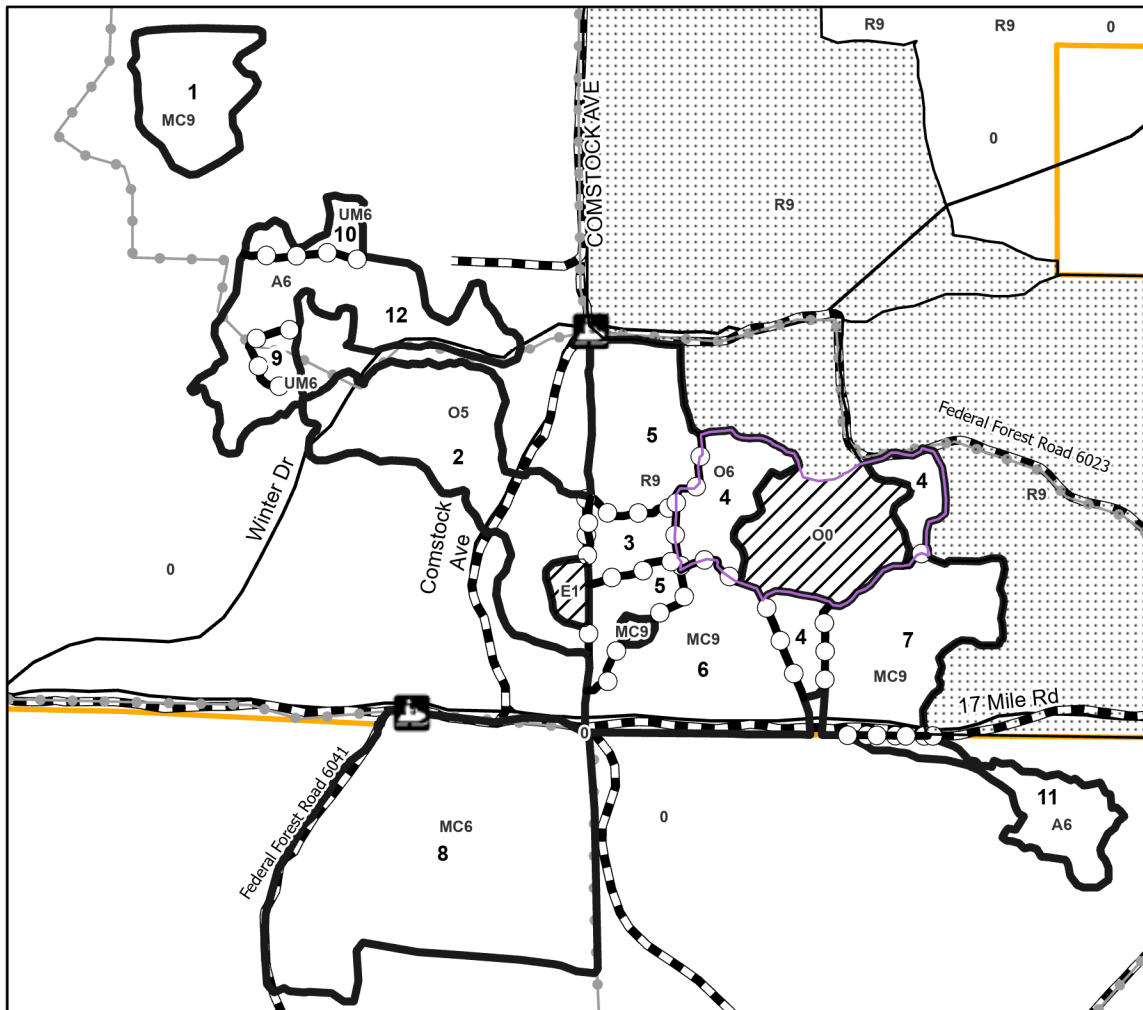 R9
R9
0
1
MC9
0
COMSTOCK AVE
R9
UM6
10
A6
12
9
UM6
O5
2
5
R9
O6
4
4
Federal Forest Road 6023
R9
Winter Dr
Comstock
Ave
3
O0
0
E1
5
MC9
MC9
6
4
7
MC9
17 Mile Rd
0
Federal Forest Road 6041
MC6
8
0
11
A6